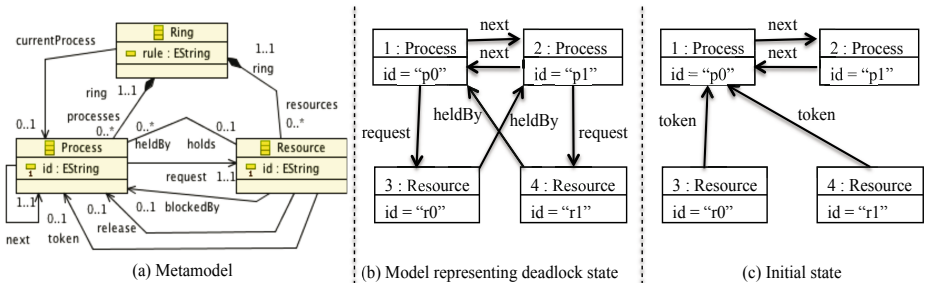 Ring
rule : EString
currentProcess
1..1
ring
ring
1..1
resources
processes
0..1
0..*
0..*
0..1
0..*
heldBy
holds
Process
id : EString
Resource
id : EString
request
1..1
1..1
0..1
0..1
0..1
blockedBy
release
next
token
(a) Metamodel
next
1 : Process
id = “p0”
next
2 : Process
id = “p1”
request
heldBy
heldBy
request
3 : Resource
id = “r0”
4 : Resource
id = “r1”
(b) Model representing deadlock state
next
1 : Process
id = “p0”
next
2 : Process
id = “p1”
token
token
3 : Resource
id = “r0”
4 : Resource
id = “r1”
(c) Initial state